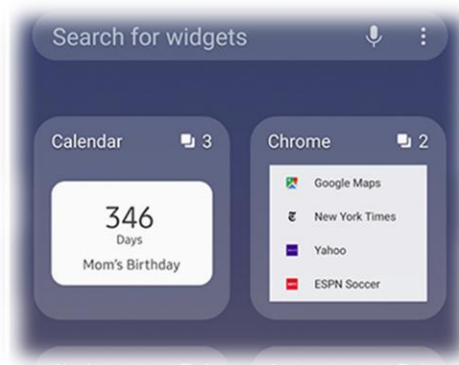 Search for widgets
Calendar 3
Chrome 2
346
Days
Mom's Birthday
Google Maps
New York Times
Yahoo
ESPN Soccer